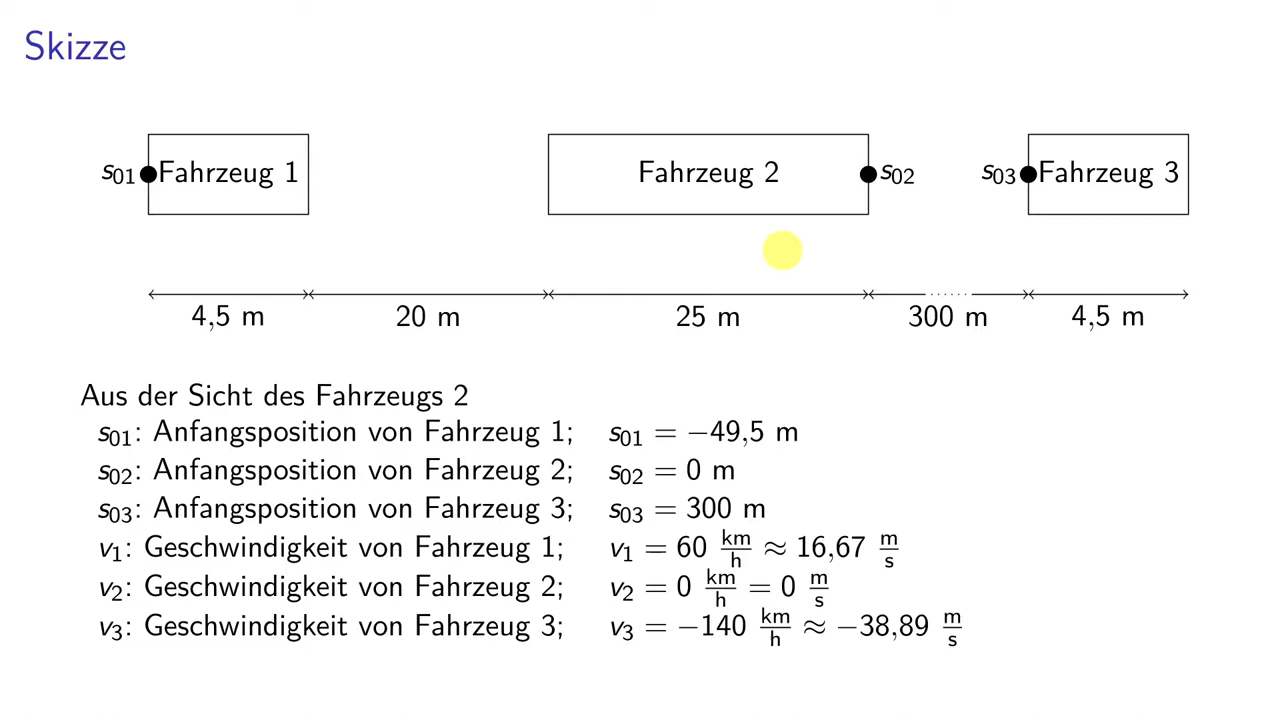 Skizze
s01 Fahrzeug 1 Fahrzeug 2 s02 s03 Fahrzeug 3
4,5 m 20 m 25 m 300 m 4,5 m
Aus der Sicht des Fahrzeugs 2
s01: Anfangsposition von Fahrzeug 1; s01 = −49,5 m
s02: Anfangsposition von Fahrzeug 2; s02 = 0 m
s03: Anfangsposition von Fahrzeug 3; s03 = 300 m
v1: Geschwindigkeit von Fahrzeug 1; v1 = 60 km/h ≈ 16,67 m/s
v2: Geschwindigkeit von Fahrzeug 2; v2 = 0 km/h = 0 m/s
v3: Geschwindigkeit von Fahrzeug 3; v3 = −140 km/h ≈ −38,89 m/s